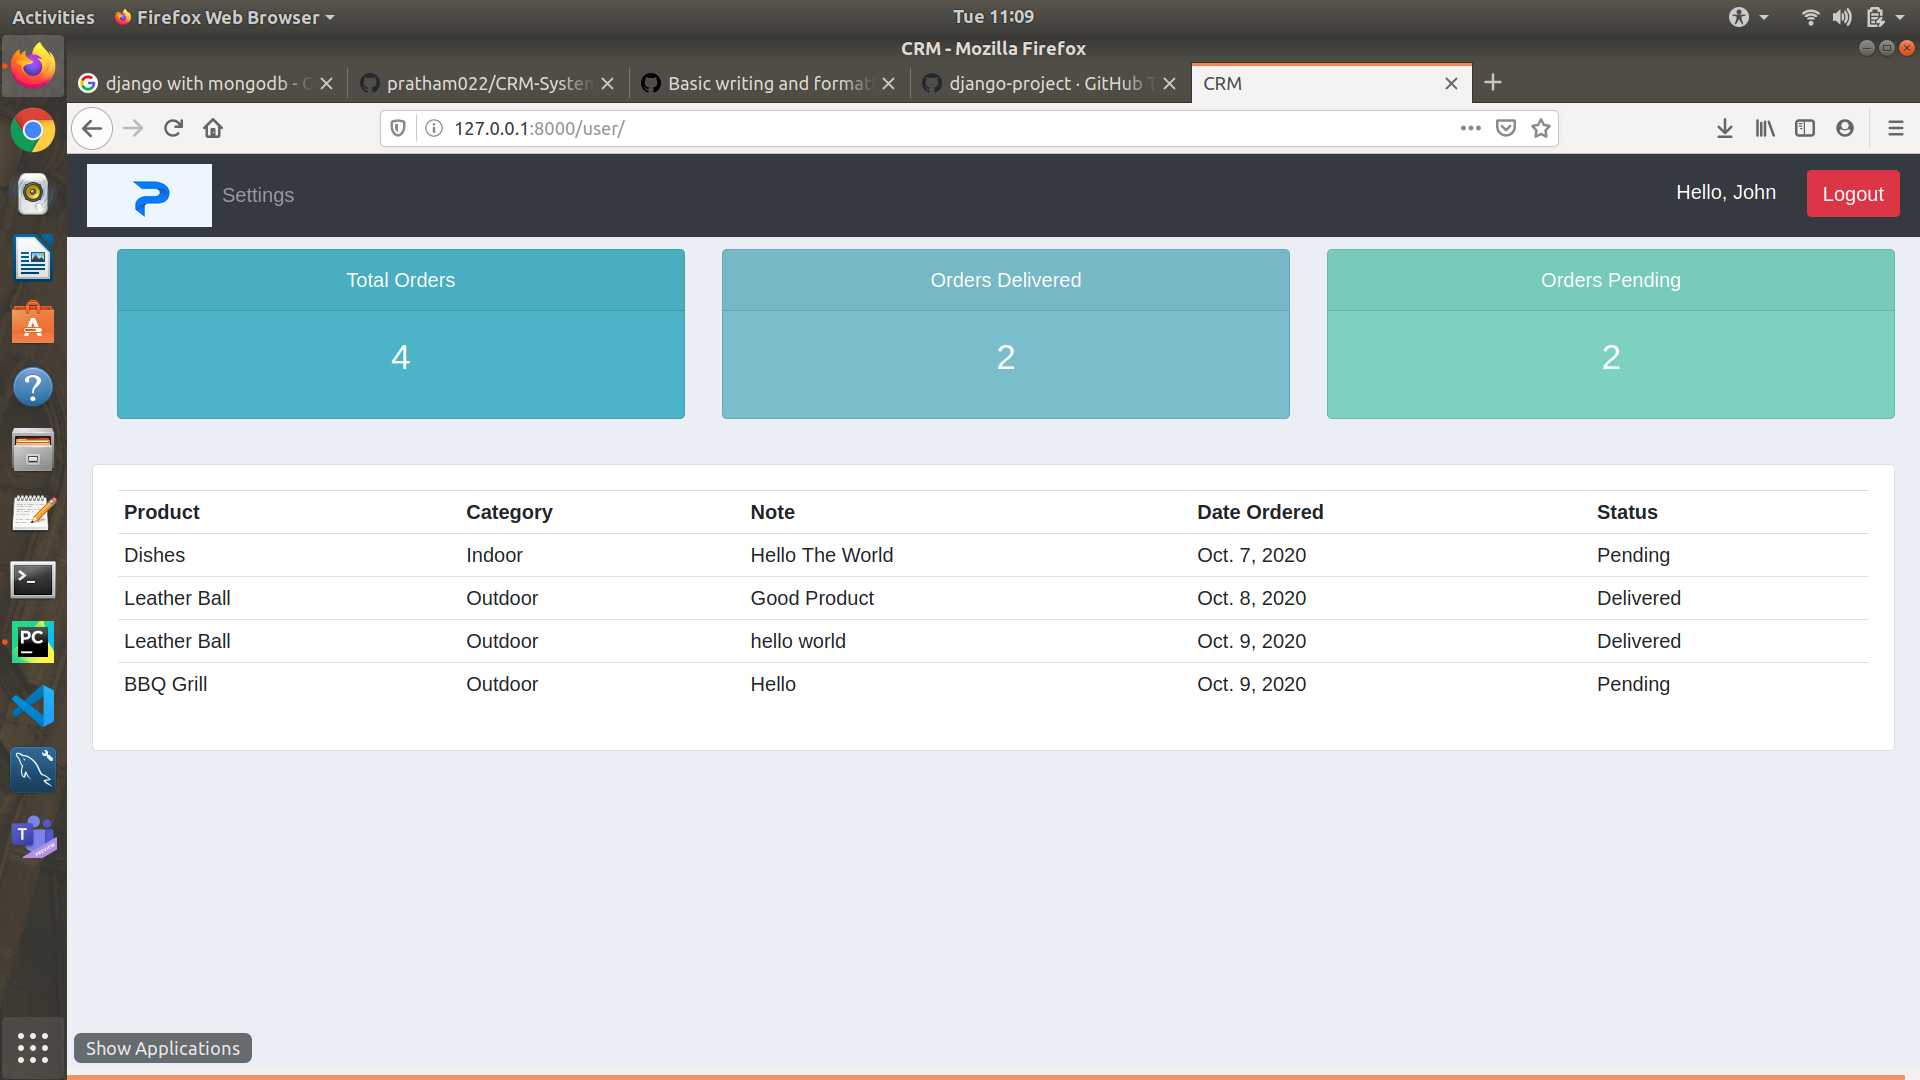 Activities Firefox Web Browser Tue 11:09
CRM - Mozilla Firefox
django with mongodb - pratham022/CRM-System Basic writing and format django-project · GitHub CRM
127.0.0.1:8000/user/
Settings Hello, John Logout
Total Orders Orders Delivered Orders Pending
4 2 2
Product Category Note Date Ordered Status
Dishes Indoor Hello The World Oct. 7, 2020 Pending
Leather Ball Outdoor Good Product Oct. 8, 2020 Delivered
Leather Ball Outdoor hello world Oct. 9, 2020 Delivered
BBQ Grill Outdoor Hello Oct. 9, 2020 Pending
PC
T
PREVIEW
Show Applications